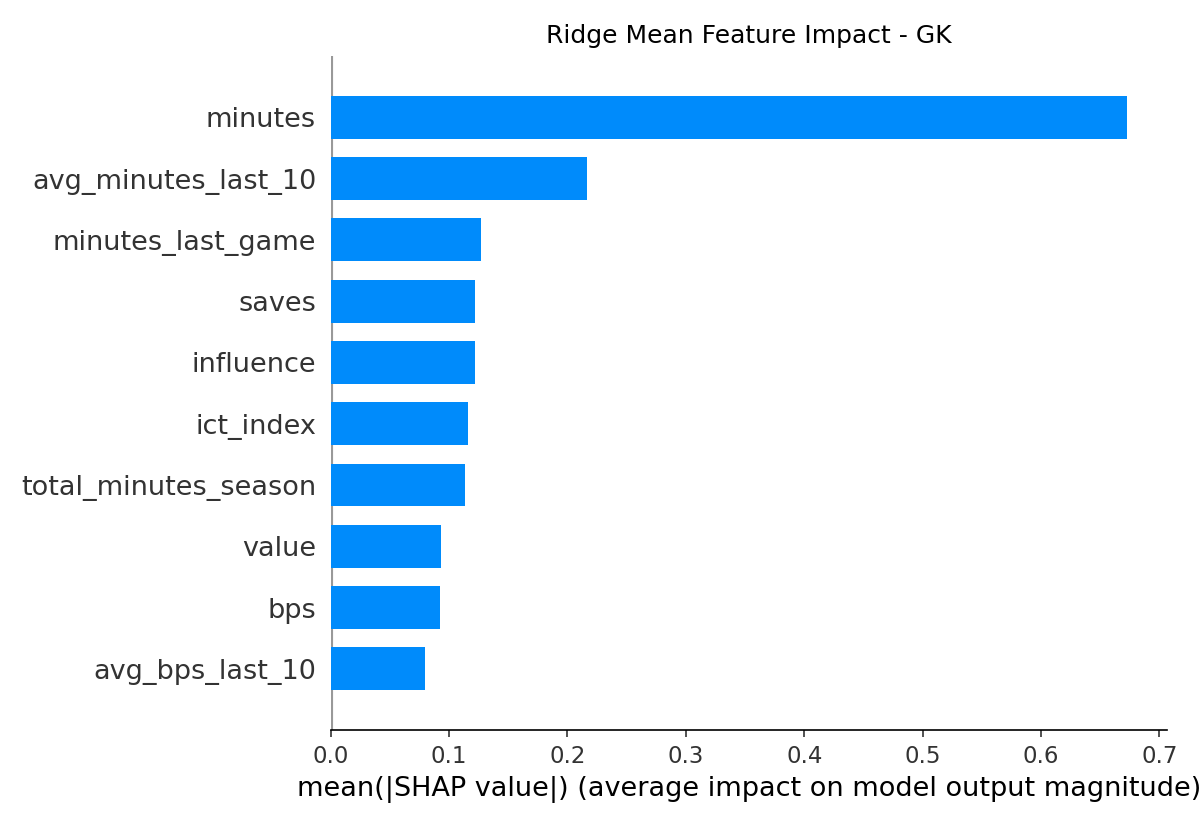 Ridge Mean Feature Impact - GK
minutes
avg_minutes_last_10
minutes_last_game
saves
influence
ict_index
total_minutes_season
value
bps
avg_bps_last_10
0.0 0.1 0.2 0.3 0.4 0.5 0.6 0.7
mean(|SHAP value|) (average impact on model output magnitude)